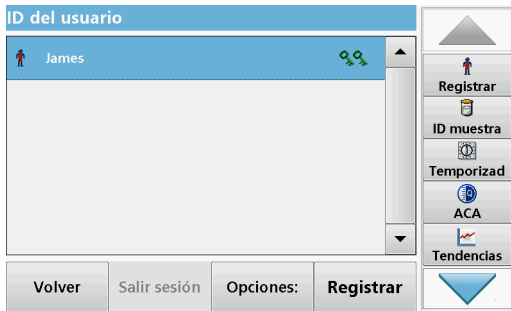 ID del usuario
James
Registrar
ID muestra
Temporizad
ACA
Tendencias
Volver
Salir sesión
Opciones:
Registrar